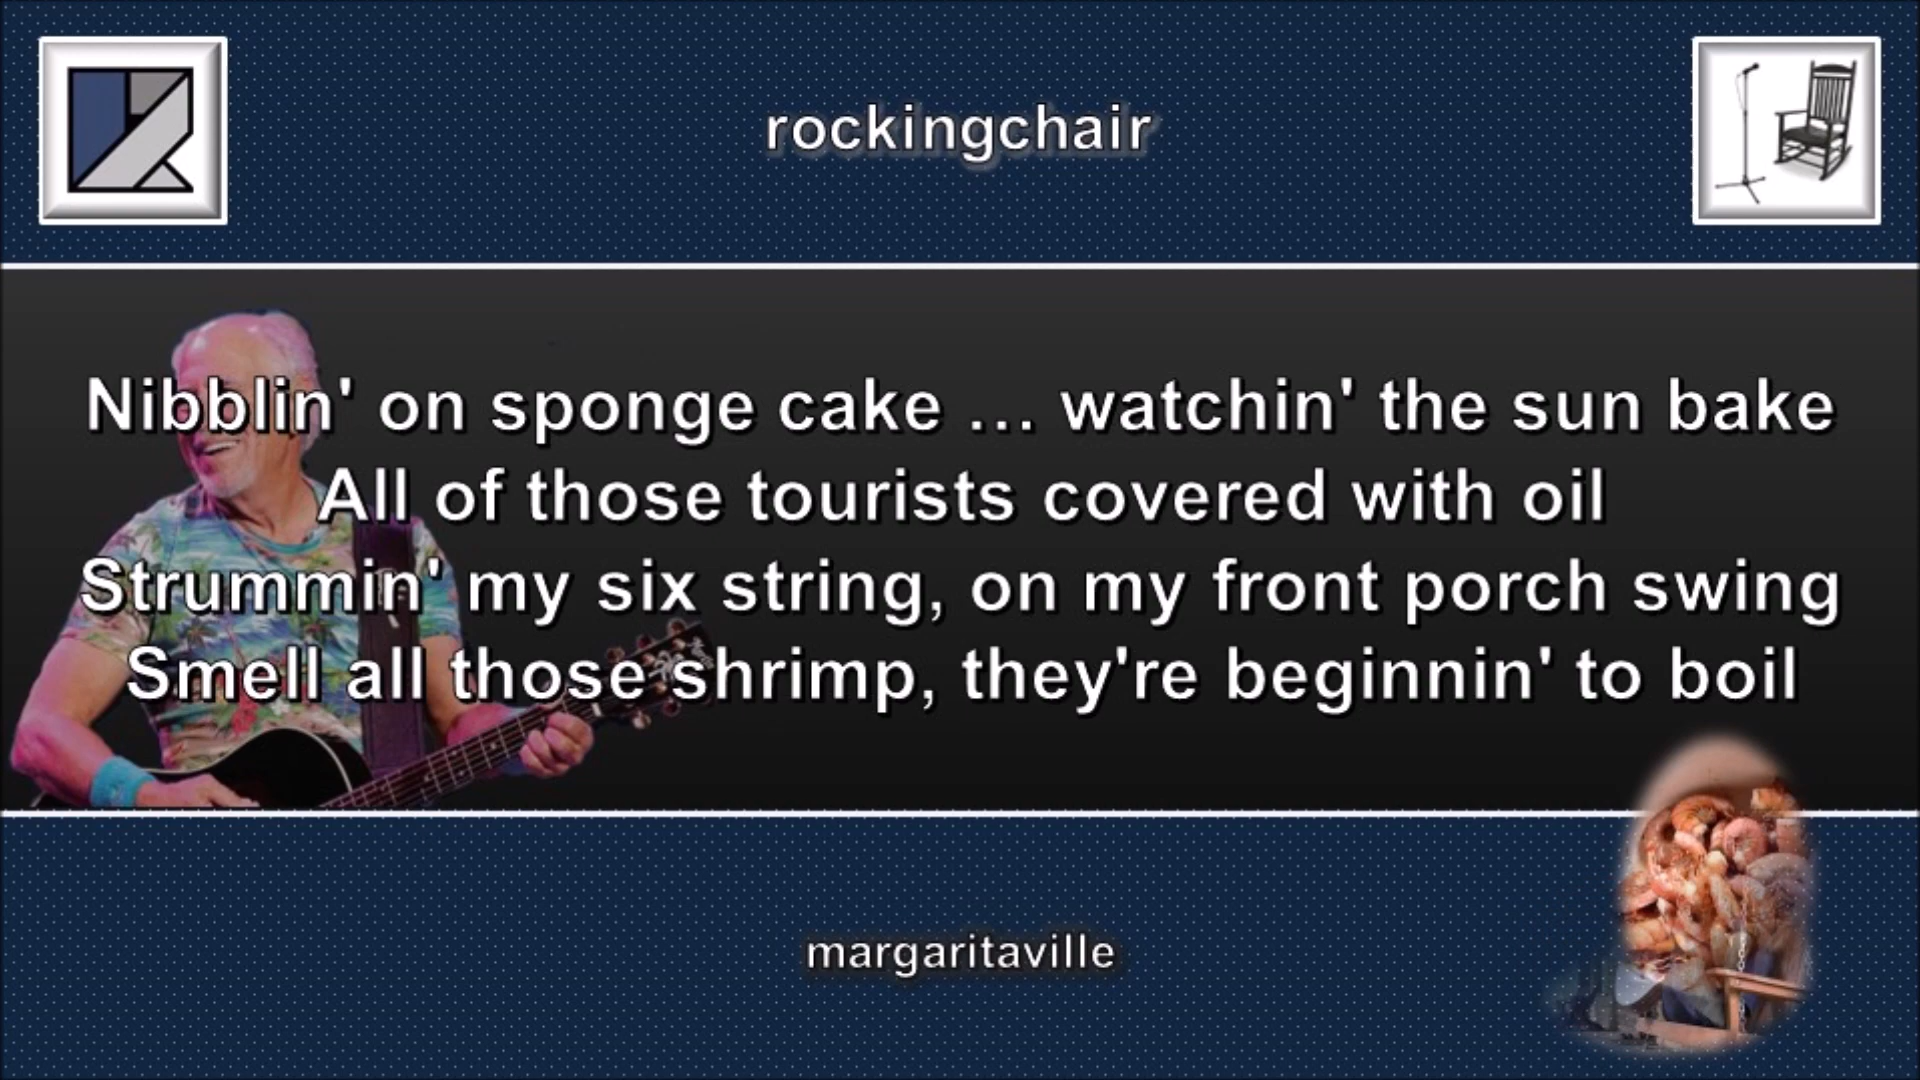 rockingchair
Nibblin' on sponge cake ... watchin' the sun bake
All of those tourists covered with oil
Strummin' my six string, on my front porch swing
Smell all those shrimp, they're beginnin' to boil
margaritaville